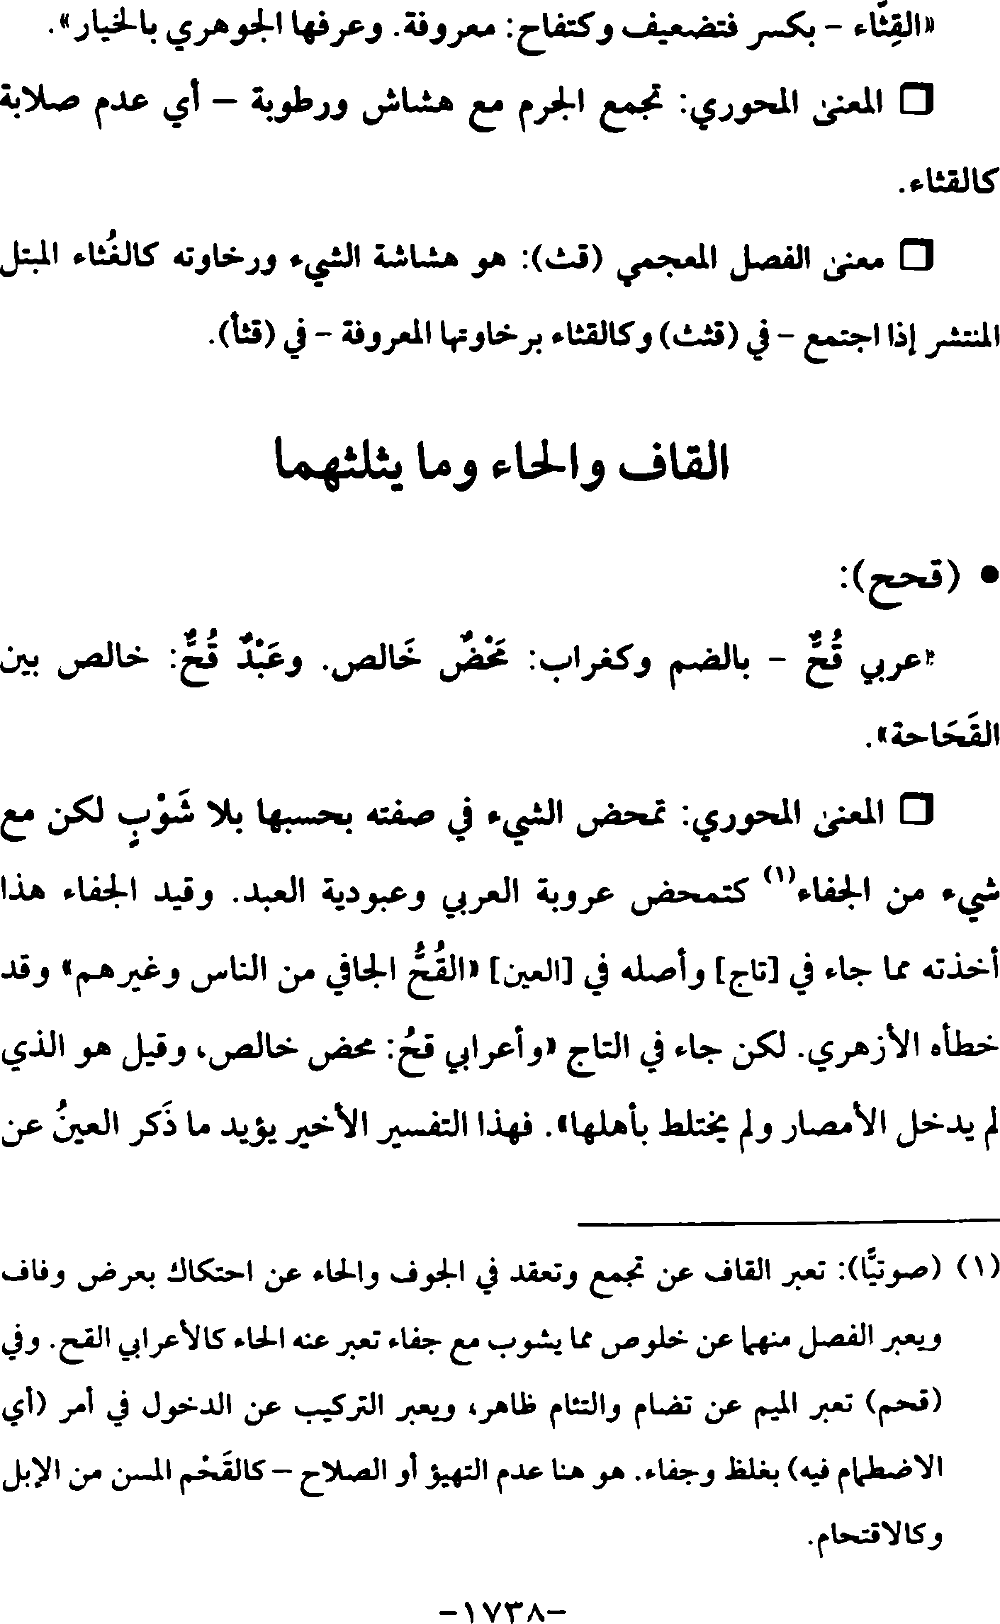 «القِثّاء – بكسر فتضعيف وكتفاح: معروفة. وعرفها الجوهري بالخيار».
❒ المعنىٰ المحوري: تجمع الجرم مع هشاش ورطوبة – أي عدم صلابة
كالقثاء.
❒ معنىٰ الفصل المعجمي (قث): هو هشاشة الشيء ورخاوته كالغُثاء المبتل
المنتشر إذا اجتمع – في (قثث) وكالقثاء برخاوتها المعروفة – في (قثأ).
القاف والحاء وما يثلثهما
• (قحح):
«عربي قُحٌّ – بالضم وكغراب: مَحْضٌ خَالص. وعَبْدٌ قُحٌّ: خالص بين
القَحَاحة».
❒ المعنىٰ المحوري: تمحض الشيء في صفته بحسبها بلا شَوْبٍ لكن مع
شيء من الجفاء(١) كتمحض عروبة العربي وعبودية العبد. وقيد الجفاء هذا
أخذته مما جاء في [تاج] وأصله في [العين] «القُحُّ الجافي من الناس وغيرهم» وقد
خطأه الأزهري. لكن جاء في التاج «وأعرابي قحُ: محض خالص، وقيل هو الذي
لم يدخل الأمصار ولم يختلط بأهلها». فهذا التفسير الأخير يؤيد ما ذَكر العينُ عن
(١) (صوتيًّا): تعبر القاف عن تجمع وتعقد في الجوف والحاء عن احتكاك بعرض وفاف
ويعبر الفصل منهما عن خلوص مما يشوب مع جفاء تعبر عنه الحاء كالأعرابي القح. وفي
(قحم) تعبر الميم عن تضام والتئام ظاهر، ويعبر التركيب عن الدخول في أمر (أي
الاضطمام فيه) بغلظ وجفاء. هو هنا عدم التهيؤ أو الصلاح – كالقَحْم المسن من الإبل
وكالاقتحام.
–١٧٣٨–